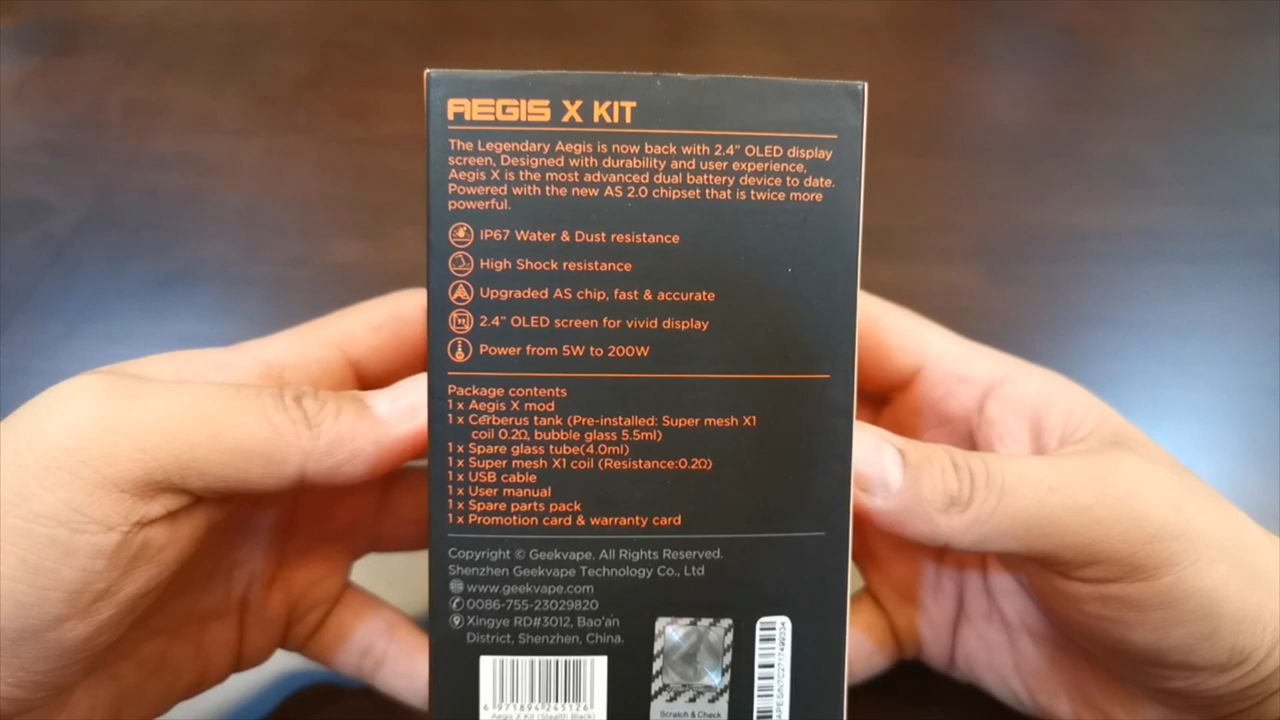 AEGIS X KIT
The Legendary Aegis is now back with 2.4" OLED display
screen, Designed with durability and user experience,
Aegis X is the most advanced dual battery device to date.
Powered with the new AS 2.0 chipset that is twice more
powerful.
IP67 Water & Dust resistance
High Shock resistance
Upgraded AS chip, fast & accurate
2.4" OLED screen for vivid display
Power from 5W to 200W
Package contents
1 x Aegis X mod
1 x Cerberus tank (Pre-installed: Super mesh X1
coil 0.2Ω, bubble glass 5.5ml)
1 x Spare glass tube(4.0ml)
1 x Super mesh X1 coil (Resistance:0.2Ω)
1 x USB cable
1 x User manual
1 x Spare parts pack
1 x Promotion card & warranty card
Copyright © Geekvape. All Rights Reserved.
Shenzhen Geekvape Technology Co., Ltd
www.geekvape.com
0086-755-23029820
Xingye RD#3012, Bao'an
District, Shenzhen, China.
6 971894 245126
Aegis X Kit (Stealth Black)
Scratch & Check